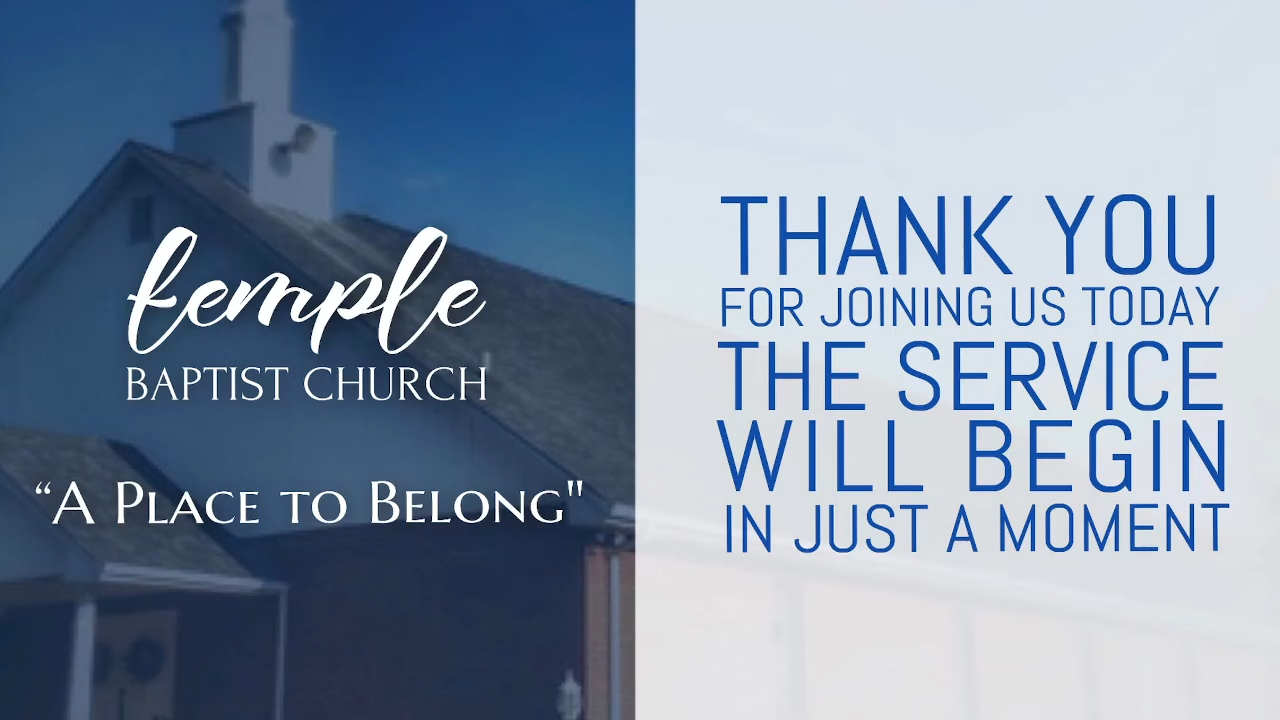 temple
BAPTIST CHURCH
“A PLACE TO BELONG"
THANK YOU
FOR JOINING US TODAY
THE SERVICE
WILL BEGIN
IN JUST A MOMENT